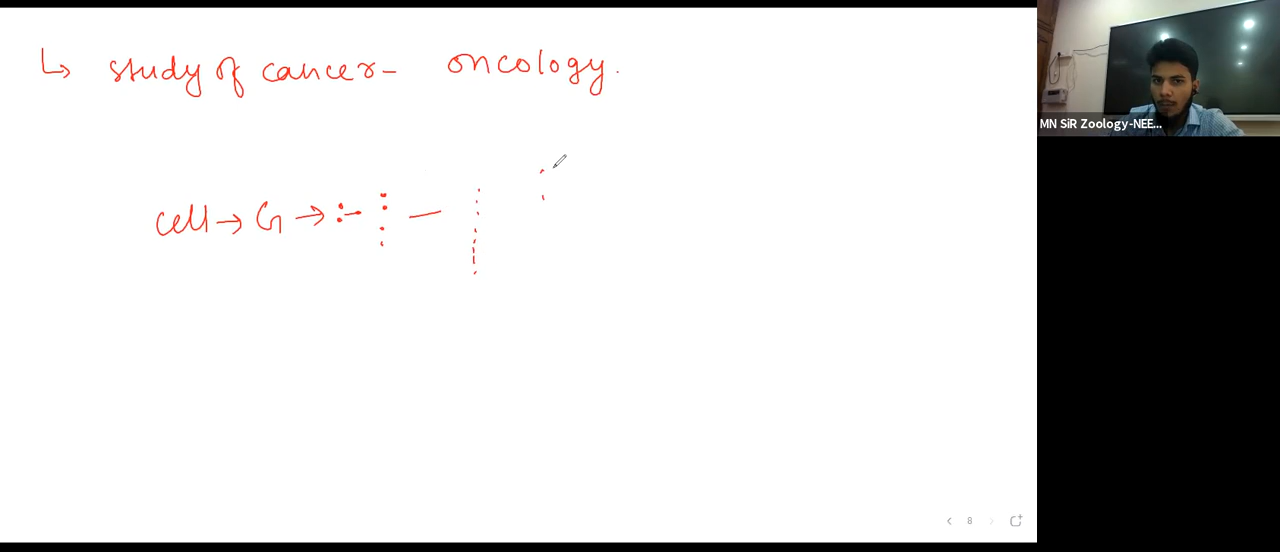 ↳ study of cancer - oncology.
MN SiR Zoology-NEE...
cell → G → :- ⋮ —
8